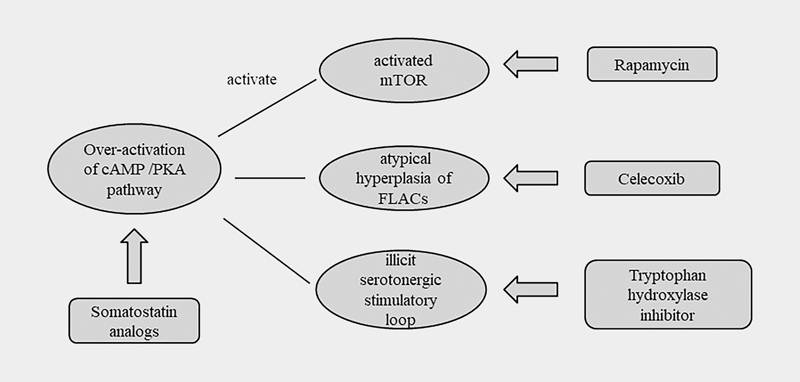 activate
activated
mTOR
Rapamycin
Over-activation
of cAMP /PKA
pathway
atypical
hyperplasia of
FLACs
Celecoxib
illicit
serotonergic
stimulatory
loop
Tryptophan
hydroxylase
inhibitor
Somatostatin
analogs